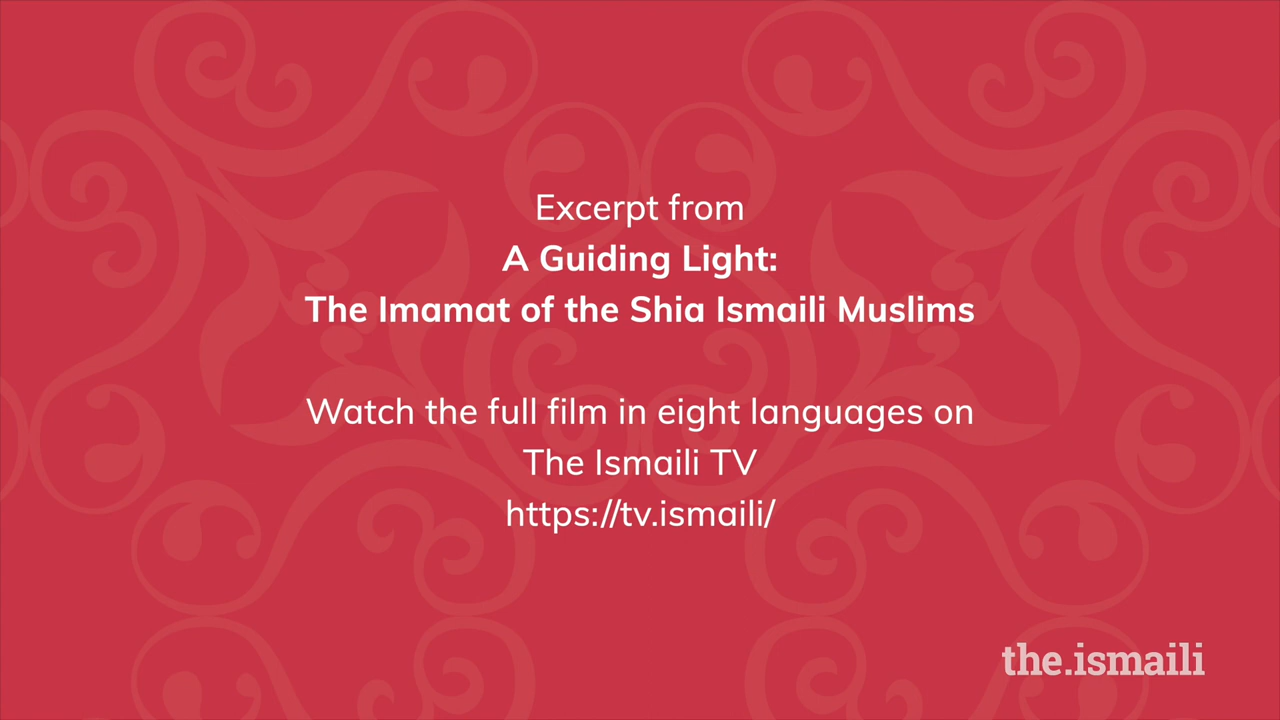 Excerpt from
A Guiding Light:
The Imamat of the Shia Ismaili Muslims
Watch the full film in eight languages on
The Ismaili TV
https://tv.ismaili/
the.ismaili